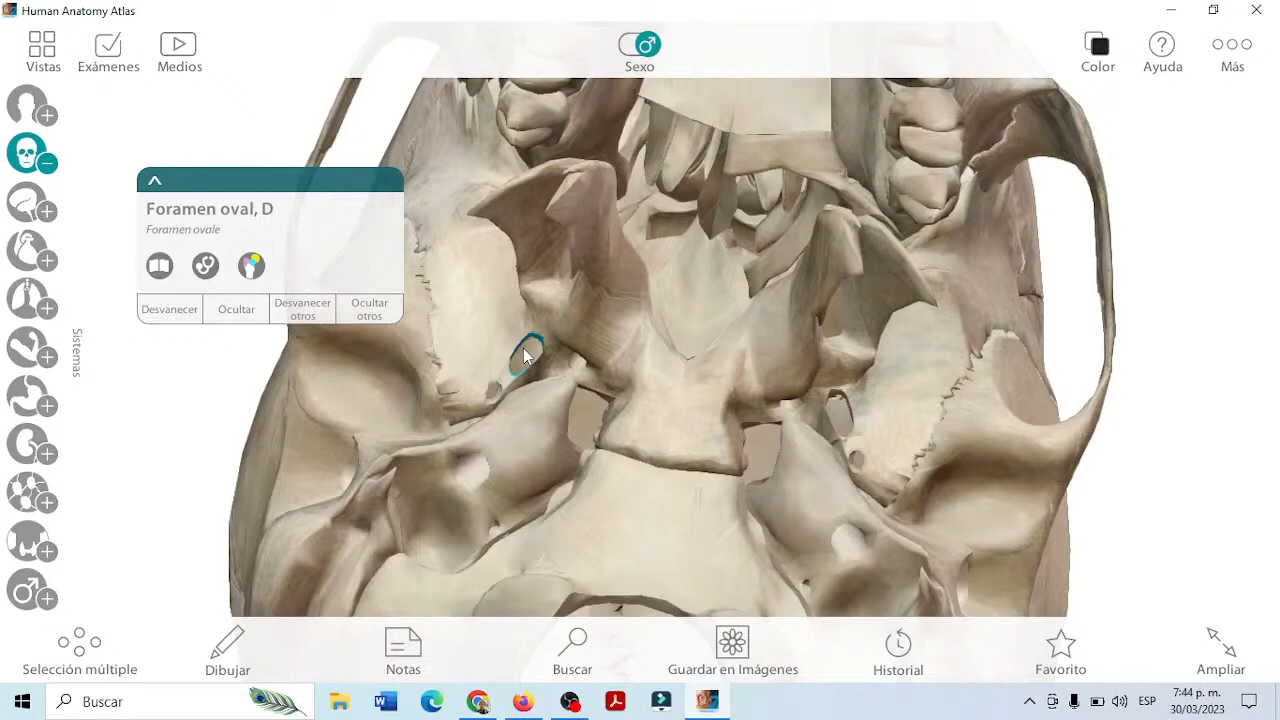 Human Anatomy Atlas
Vistas
Exámenes
Medios
Sexo
Color
Ayuda
Más
Foramen oval, D
Foramen ovale
Desvanecer
Ocultar
Desvanecer
otros
Ocultar
otros
Sistemas
Selección múltiple
Dibujar
Notas
Buscar
Guardar en Imágenes
Historial
Favorito
Ampliar
Buscar
ESP
7:44 p. m.
30/03/2023